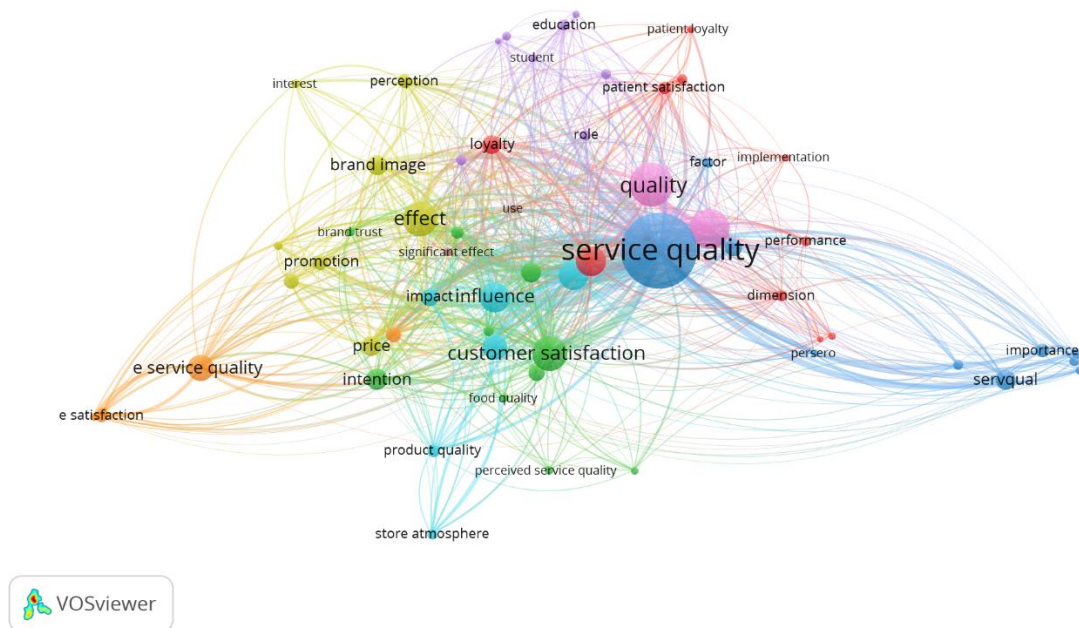 education
patient loyalty
student
interest
perception
patient satisfaction
role
loyalty
factor
implementation
brand image
quality
use
effect
brand trust
significant effect
service quality
performance
promotion
impact
influence
dimension
price
customer satisfaction
persero
importance
e service quality
intention
servqual
food quality
e satisfaction
product quality
perceived service quality
store atmosphere
VOSviewer